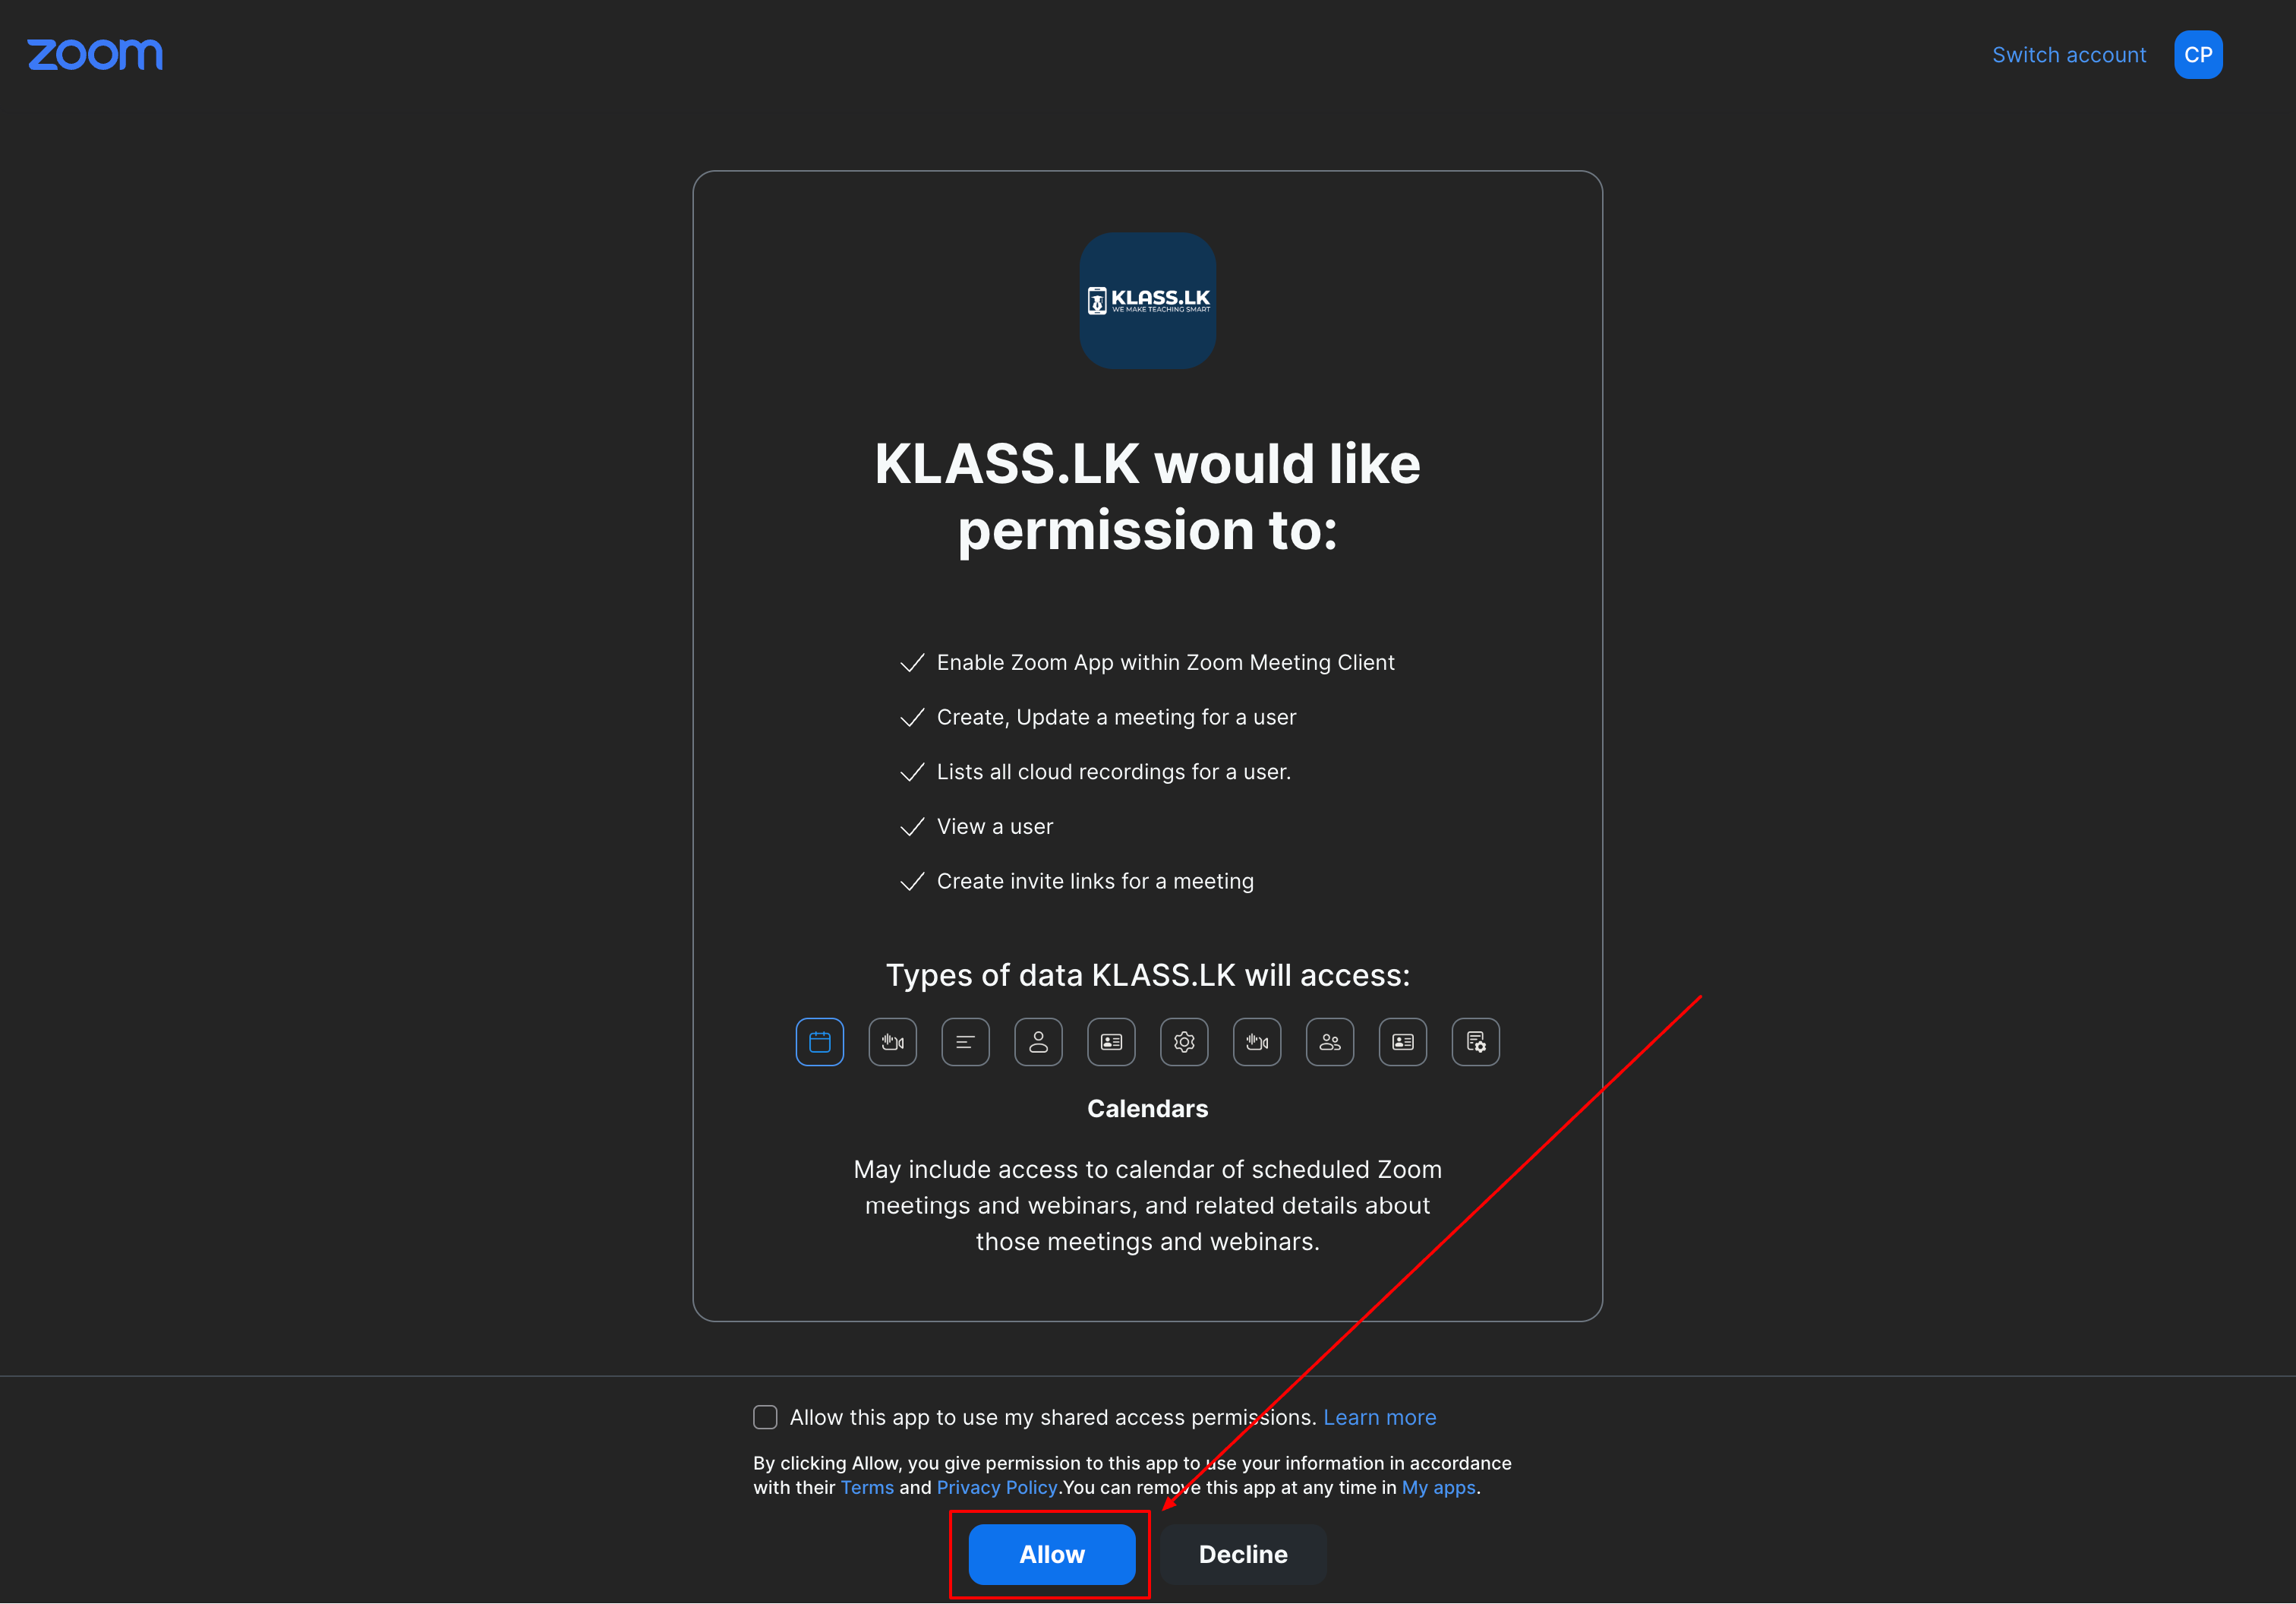 zoom
Switch account
CP
KLASS.LK
WE MAKE TEACHING SMART
KLASS.LK would like
permission to:
Enable Zoom App within Zoom Meeting Client
Create, Update a meeting for a user
Lists all cloud recordings for a user.
View a user
Create invite links for a meeting
Types of data KLASS.LK will access:
Calendars
May include access to calendar of scheduled Zoom
meetings and webinars, and related details about
those meetings and webinars.
Allow this app to use my shared access permissions. Learn more
By clicking Allow, you give permission to this app to use your information in accordance
with their Terms and Privacy Policy.You can remove this app at any time in My apps.
Allow
Decline